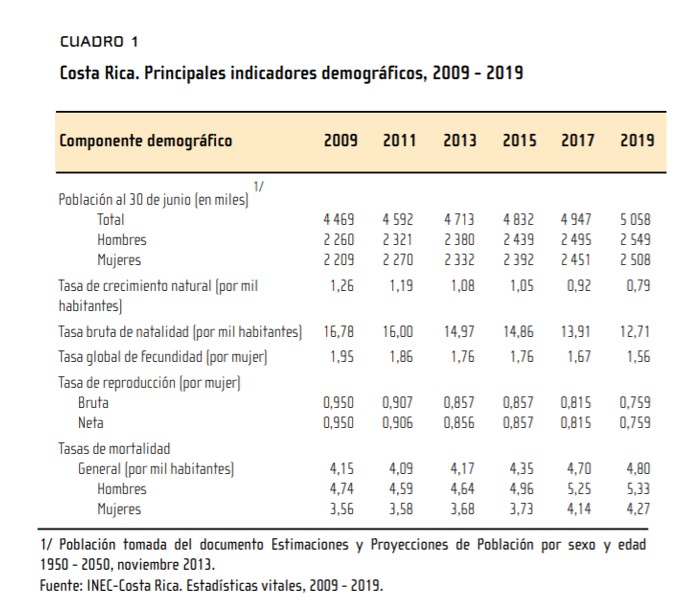 CUADRO 1
Costa Rica. Principales indicadores demográficos, 2009 - 2019
Componente demográfico 2009 2011 2013 2015 2017 2019
Población al 30 de junio (en miles) 1/
Total 4 469 4 592 4 713 4 832 4 947 5 058
Hombres 2 260 2 321 2 380 2 439 2 495 2 549
Mujeres 2 209 2 270 2 332 2 392 2 451 2 508
Tasa de crecimiento natural (por mil 1,26 1,19 1,08 1,05 0,92 0,79
habitantes)
Tasa bruta de natalidad (por mil habitantes) 16,78 16,00 14,97 14,86 13,91 12,71
Tasa global de fecundidad (por mujer) 1,95 1,86 1,76 1,76 1,67 1,56
Tasa de reproducción (por mujer)
Bruta 0,950 0,907 0,857 0,857 0,815 0,759
Neta 0,950 0,906 0,856 0,857 0,815 0,759
Tasas de mortalidad
General (por mil habitantes) 4,15 4,09 4,17 4,35 4,70 4,80
Hombres 4,74 4,59 4,64 4,96 5,25 5,33
Mujeres 3,56 3,58 3,68 3,73 4,14 4,27
1/ Población tomada del documento Estimaciones y Proyecciones de Población por sexo y edad
1950 - 2050, noviembre 2013.
Fuente: INEC-Costa Rica. Estadísticas vitales, 2009 - 2019.